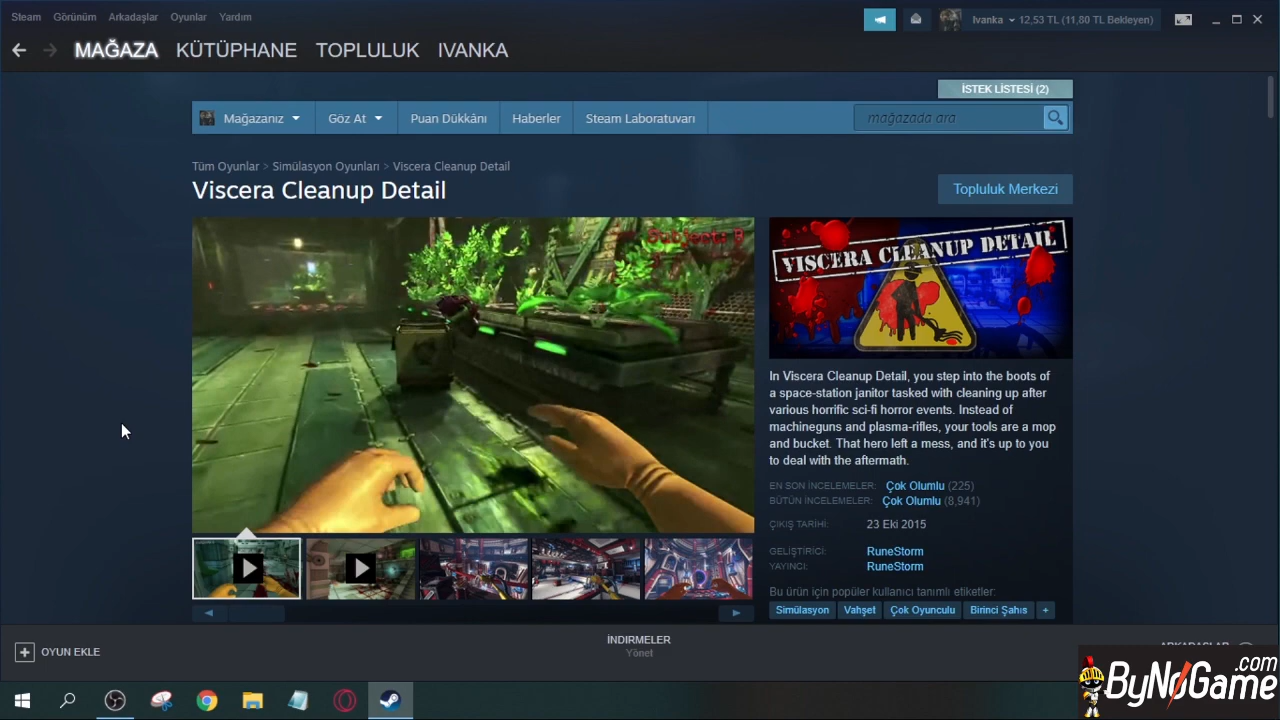 Steam Görünüm Arkadaşlar Oyunlar Yardım
Ivanka 12,53 TL (11,80 TL Bekleyen)
MAĞAZA KÜTÜPHANE TOPLULUK IVANKA
İSTEK LİSTESİ (2)
Mağazanız Göz At Puan Dükkânı Haberler Steam Laboratuvarı mağazada ara
Tüm Oyunlar > Simülasyon Oyunları > Viscera Cleanup Detail
Viscera Cleanup Detail
Topluluk Merkezi
VISCERA CLEANUP DETAIL
In Viscera Cleanup Detail, you step into the boots of
a space-station janitor tasked with cleaning up after
various horrific sci-fi horror events. Instead of
machineguns and plasma-rifles, your tools are a mop
and bucket. That hero left a mess, and it's up to you
to deal with the aftermath.
EN SON İNCELEMELER: Çok Olumlu (225)
BÜTÜN İNCELEMELER: Çok Olumlu (8,941)
ÇIKIŞ TARİHİ: 23 Eki 2015
GELİŞTİRİCİ: RuneStorm
YAYINCI: RuneStorm
Bu ürün için popüler kullanıcı tanımlı etiketler:
Simülasyon Vahşet Çok Oyunculu Birinci Şahıs +
OYUN EKLE
İNDİRMELER
Yönet
ByNoGame.com